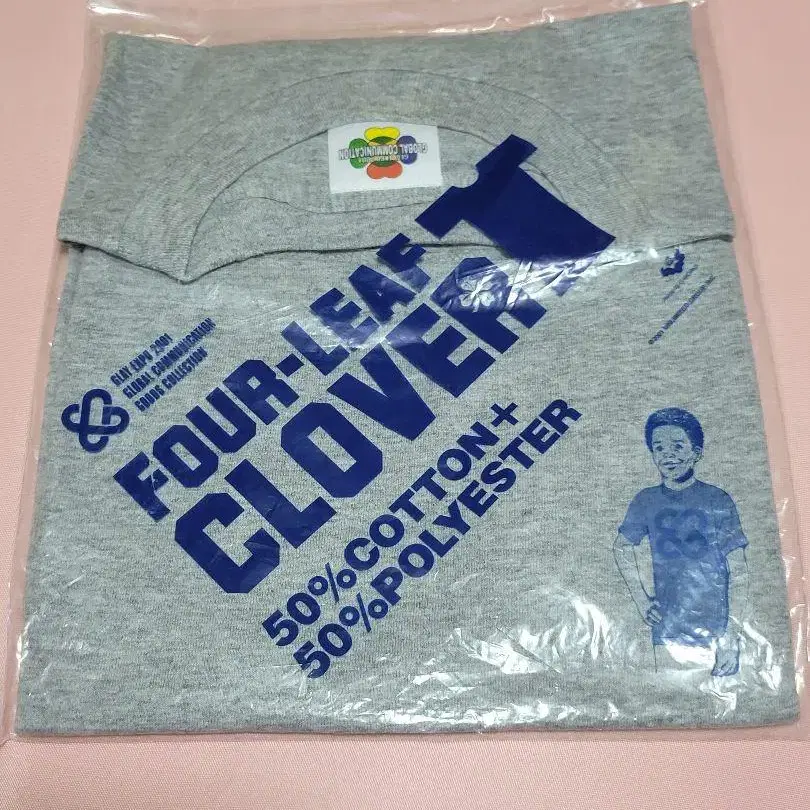 GLOBAL COMMUNICATION
GLAY EXPO 2001
GLOBAL COMMUNICATION
GOODS COLLECTION
FOUR-LEAF
CLOVER
50%COTTON+
50%POLYESTER